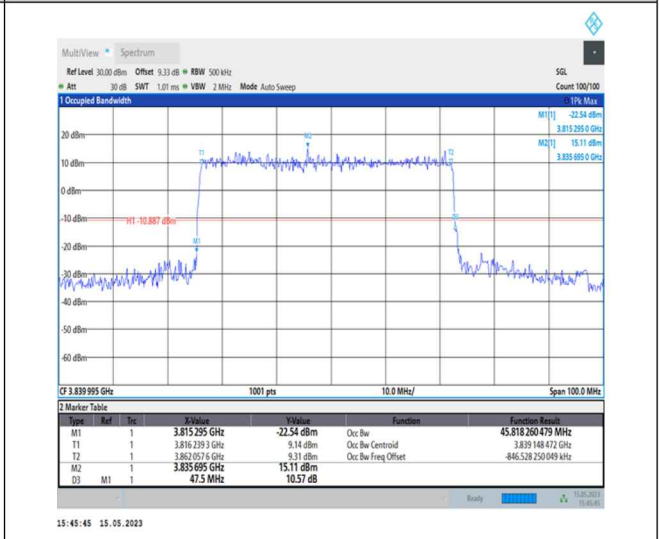 MultiView Spectrum
Ref Level 30.00 dBm Offset 9.33 dB RBW 500 kHz SGL
Att 30 dB SWT 1.01 ms VBW 2 MHz Mode Auto Sweep Count 100/100
1 Occupied Bandwidth 1Pk Max
M1[1] -22.54 dBm
3.815 295 0 GHz
M2[1] 15.11 dBm
3.835 695 0 GHz
20 dBm
M2
T1 T2
10 dBm
0 dBm
-10 dBm
H1 -10.887 dBm
D3
M1
-20 dBm
-30 dBm
-40 dBm
-50 dBm
-60 dBm
CF 3.839 995 GHz 1001 pts 10.0 MHz/ Span 100.0 MHz
2 Marker Table
Type Ref Trc X-Value Y-Value Function Function Result
M1 1 3.815 295 GHz -22.54 dBm Occ Bw 45.818 260 479 MHz
T1 1 3.816 239 3 GHz 9.14 dBm Occ Bw Centroid 3.839 148 472 GHz
T2 1 3.862 057 6 GHz 9.31 dBm Occ Bw Freq Offset -846.528 250 049 kHz
M2 1 3.835 695 GHz 15.11 dBm
D3 M1 1 47.5 MHz 10.57 dB
Ready 15.05.2023
15:45:45
15:45:45 15.05.2023